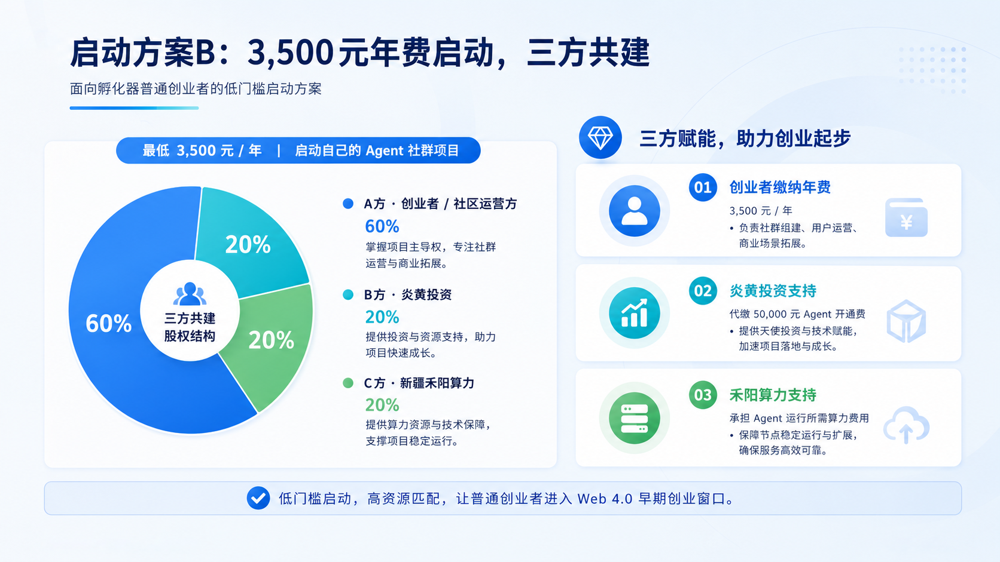 启动方案B：3,500元年费启动，三方共建
面向孵化器普通创业者的低门槛启动方案
最低 3,500 元 / 年 | 启动自己的 Agent 社群项目
60%
20%
20%
三方共建
股权结构
A方 · 创业者 / 社区运营方
60%
掌握项目主导权，专注社群
运营与商业拓展。
B方 · 炎黄投资
20%
提供投资与资源支持，助力
项目快速成长。
C方 · 新疆禾阳算力
20%
提供算力资源与技术保障，
支撑项目稳定运行。
三方赋能，助力创业起步
01 创业者缴纳年费
3,500 元 / 年
• 负责社群组建、用户运营、
商业场景拓展。
¥
02 炎黄投资支持
代缴 50,000 元 Agent 开通费
• 提供天使投资与技术赋能，
加速项目落地与成长。
03 禾阳算力支持
承担 Agent 运行所需算力费用
• 保障节点稳定运行与扩展，
确保服务高效可靠。
低门槛启动，高资源匹配，让普通创业者进入 Web 4.0 早期创业窗口。